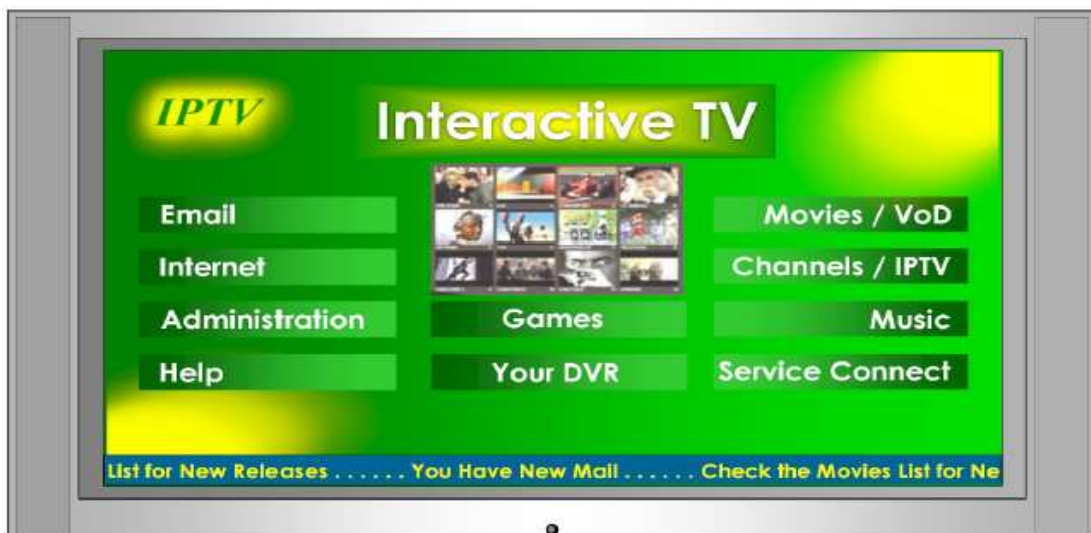 IPTV
Interactive TV
Email
Internet
Administration
Help
Games
Your DVR
Movies / VoD
Channels / IPTV
Music
Service Connect
List for New Releases . . . . . . You Have New Mail . . . . . . Check the Movies List for Ne